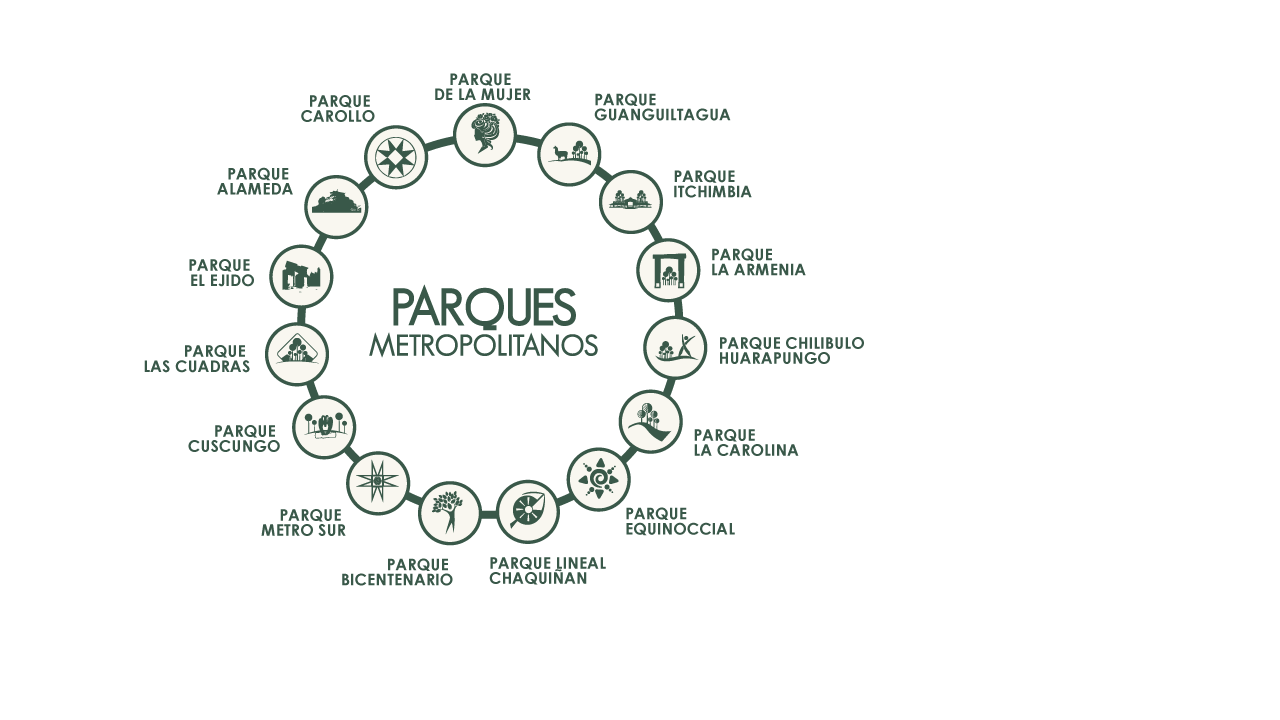 PARQUE
DE LA MUJER
PARQUE
GUANGUILTAGUA
PARQUE
ITCHIMBIA
PARQUE
LA ARMENIA
PARQUE CHILIBULO
HUARAPUNGO
PARQUE
LA CAROLINA
PARQUE
EQUINOCCIAL
PARQUE LINEAL
CHAQUIÑAN
PARQUE
BICENTENARIO
PARQUE
METRO SUR
PARQUE
CUSCUNGO
PARQUE
LAS CUADRAS
PARQUE
EL EJIDO
PARQUE
ALAMEDA
PARQUE
CAROLLO
PARQUES
METROPOLITANOS